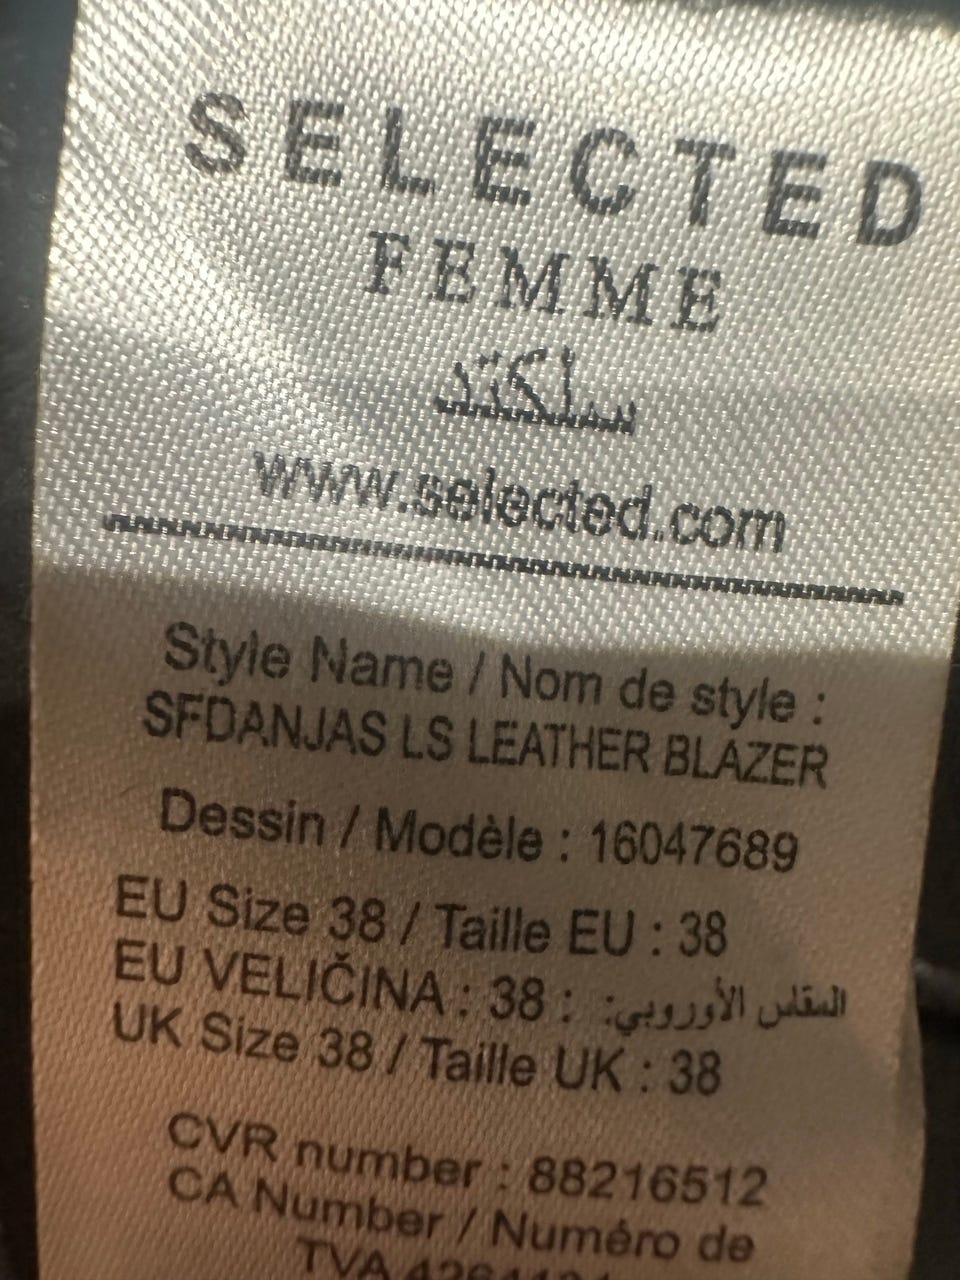 SELECTED
FEMME
سلكتد
www.selected.com
Style Name / Nom de style :
SFDANJAS LS LEATHER BLAZER
Dessin / Modèle : 16047689
EU Size 38 / Taille EU : 38
EU VELIČINA : 38 : المقاس الأوروبي:
UK Size 38 / Taille UK : 38
CVR number : 88216512
CA Number / Numéro de
TVA